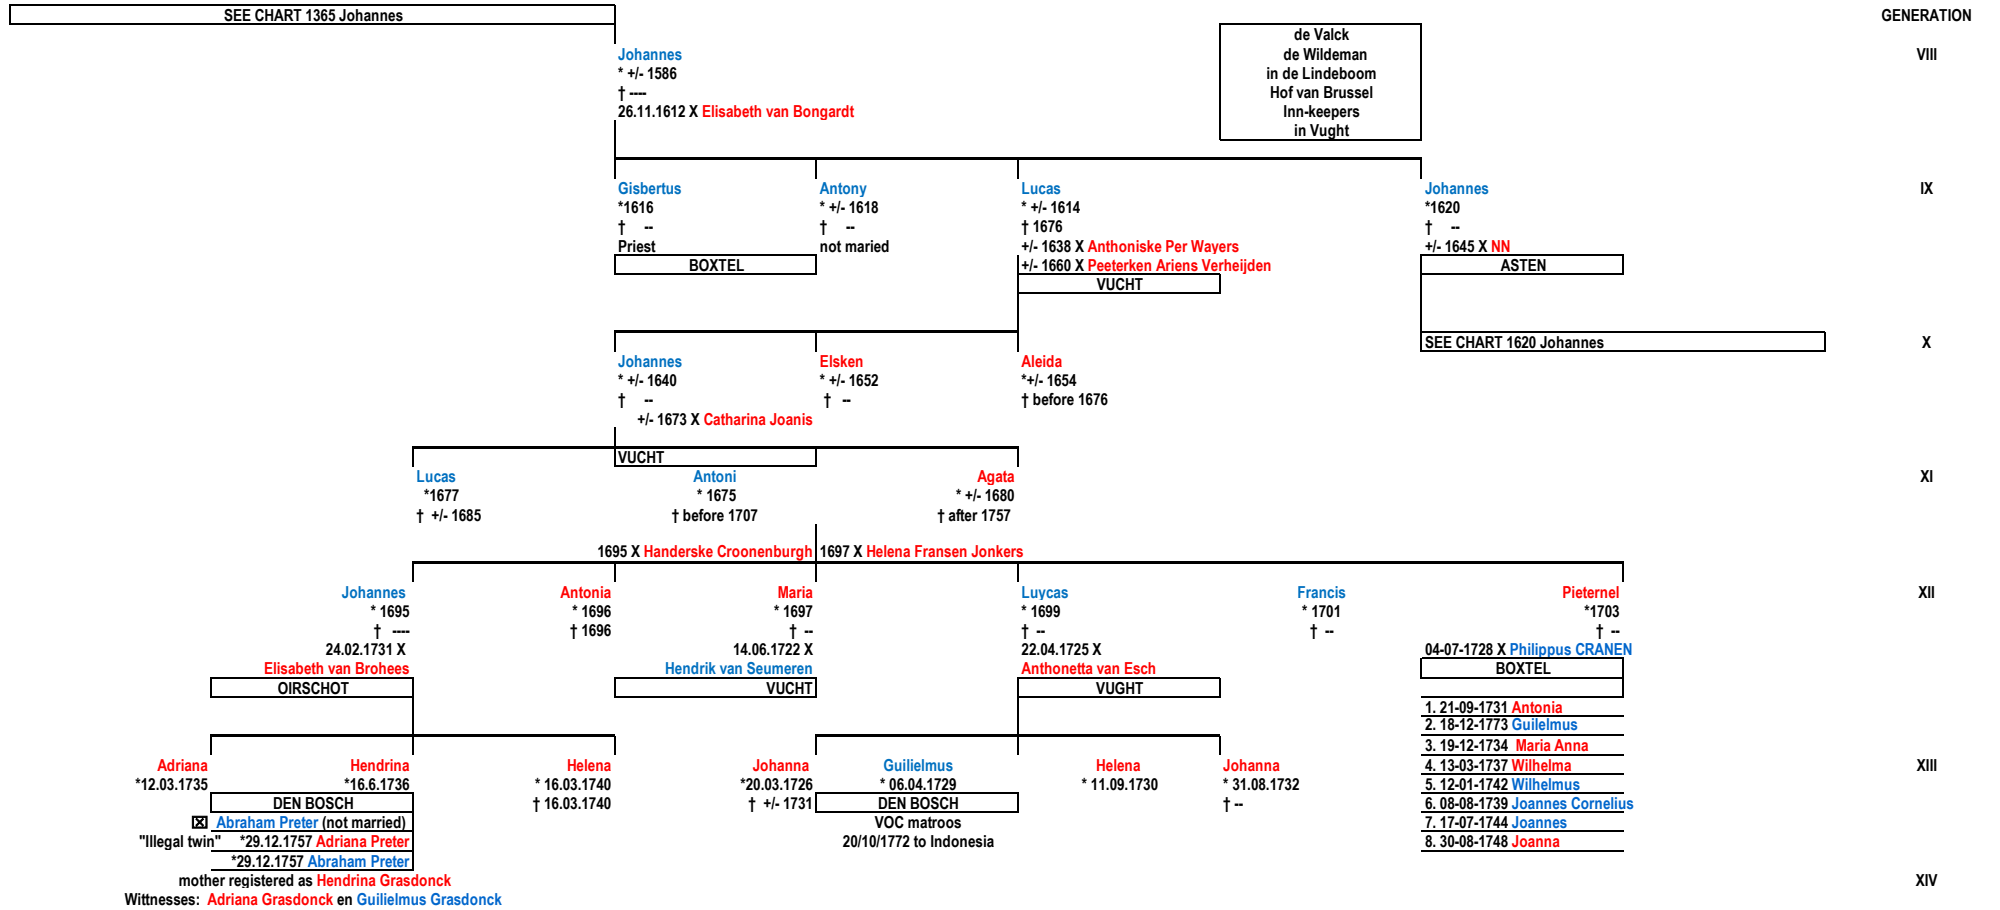 SEE CHART 1365 Johannes
GENERATION
de Valck
de Wildeman
in de Lindeboom
Hof van Brussel
Inn-keepers
in Vught
Johannes
* +/- 1586
† ----
26.11.1612 X Elisabeth van Bongardt
VIII
Gisbertus
*1616
† --
Priest
BOXTEL
Antony
* +/- 1618
† --
not maried
Lucas
* +/- 1614
† 1676
+/- 1638 X Anthoniske Per Wayers
+/- 1660 X Peeterken Ariens Verheijden
VUCHT
Johannes
*1620
† --
+/- 1645 X NN
ASTEN
IX
SEE CHART 1620 Johannes
X
Johannes
* +/- 1640
† --
+/- 1673 X Catharina Joanis
Elsken
* +/- 1652
† --
Aleida
*+/- 1654
† before 1676
VUCHT
Lucas
*1677
† +/- 1685
Antoni
* 1675
† before 1707
Agata
* +/- 1680
† after 1757
XI
1695 X Handerske Croonenburgh
1697 X Helena Fransen Jonkers
Johannes
* 1695
† ----
24.02.1731 X
Elisabeth van Brohees
OIRSCHOT
Antonia
* 1696
† 1696
Maria
* 1697
† --
14.06.1722 X
Hendrik van Seumeren
VUCHT
Luycas
* 1699
† --
22.04.1725 X
Anthonetta van Esch
VUGHT
Francis
* 1701
† --
Pieternel
*1703
† --
04-07-1728 X Philippus CRANEN
BOXTEL
XII
1. 21-09-1731 Antonia
2. 18-12-1773 Guilelmus
3. 19-12-1734 Maria Anna
4. 13-03-1737 Wilhelma
5. 12-01-1742 Wilhelmus
6. 08-08-1739 Joannes Cornelius
7. 17-07-1744 Joannes
8. 30-08-1748 Joanna
Adriana
*12.03.1735
Hendrina
*16.6.1736
DEN BOSCH
☒ Abraham Preter (not married)
"Illegal twin" *29.12.1757 Adriana Preter
*29.12.1757 Abraham Preter
mother registered as Hendrina Grasdonck
Wittnesses: Adriana Grasdonck en Guilielmus Grasdonck
Helena
* 16.03.1740
† 16.03.1740
Johanna
*20.03.1726
† +/- 1731
Guilielmus
* 06.04.1729
DEN BOSCH
VOC matroos
20/10/1772 to Indonesia
Helena
* 11.09.1730
Johanna
* 31.08.1732
† --
XIII
XIV